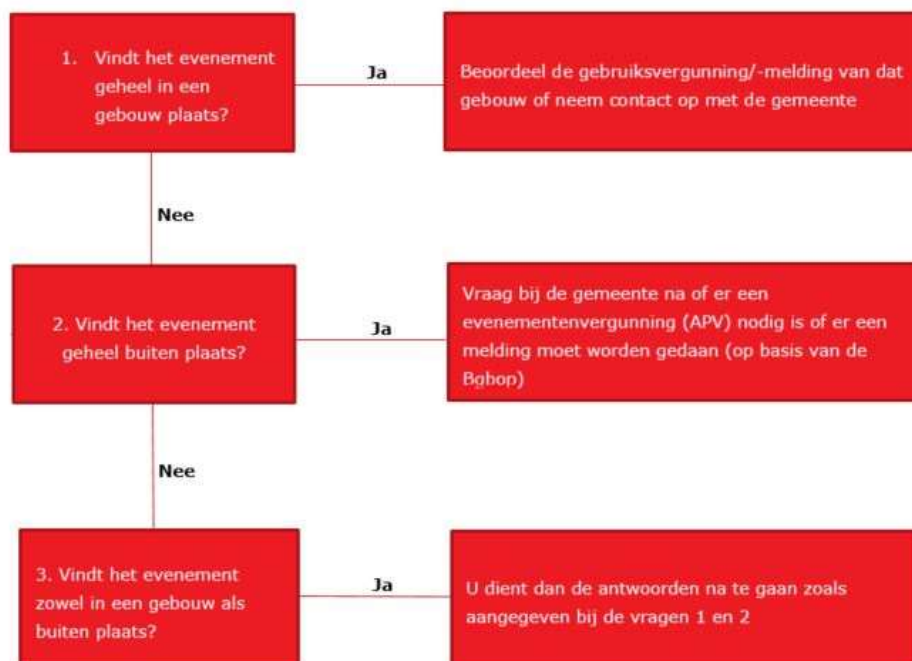 1. Vindt het evenement
geheel in een
gebouw plaats?
Ja
Beoordeel de gebruiksvergunning/-melding van dat
gebouw of neem contact op met de gemeente
Nee
2. Vindt het evenement
geheel buiten plaats?
Ja
Vraag bij de gemeente na of er een
evenementenvergunning (APV) nodig is of er een
melding moet worden gedaan (op basis van de
Bgbop)
Nee
3. Vindt het evenement
zowel in een gebouw als
buiten plaats?
Ja
U dient dan de antwoorden na te gaan zoals
aangegeven bij de vragen 1 en 2